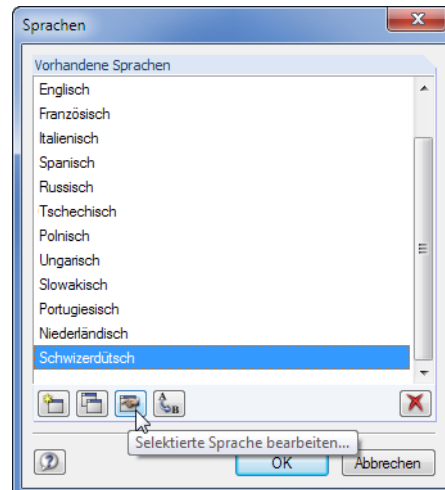 Sprachen
Vorhandene Sprachen
Englisch
Französisch
Italienisch
Spanisch
Russisch
Tschechisch
Polnisch
Ungarisch
Slowakisch
Portugiesisch
Niederländisch
Schwizerdütsch
A B
Selektierte Sprache bearbeiten...
OK
Abbrechen